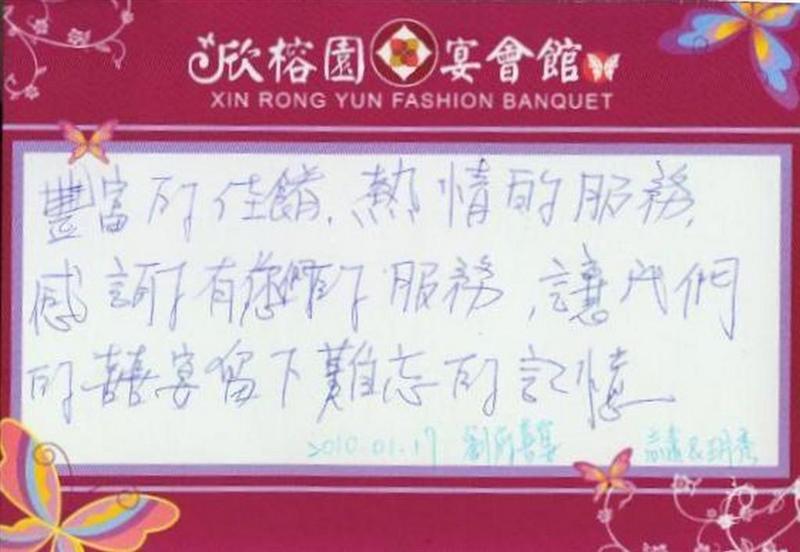 欣榕園宴會館
XIN RONG YUN FASHION BANQUET
豐富的佳餚，熱情的服務，
感謝有您們的服務，讓我們
的囍宴留下難忘的記憶
2010.01.17 劉府喜宴